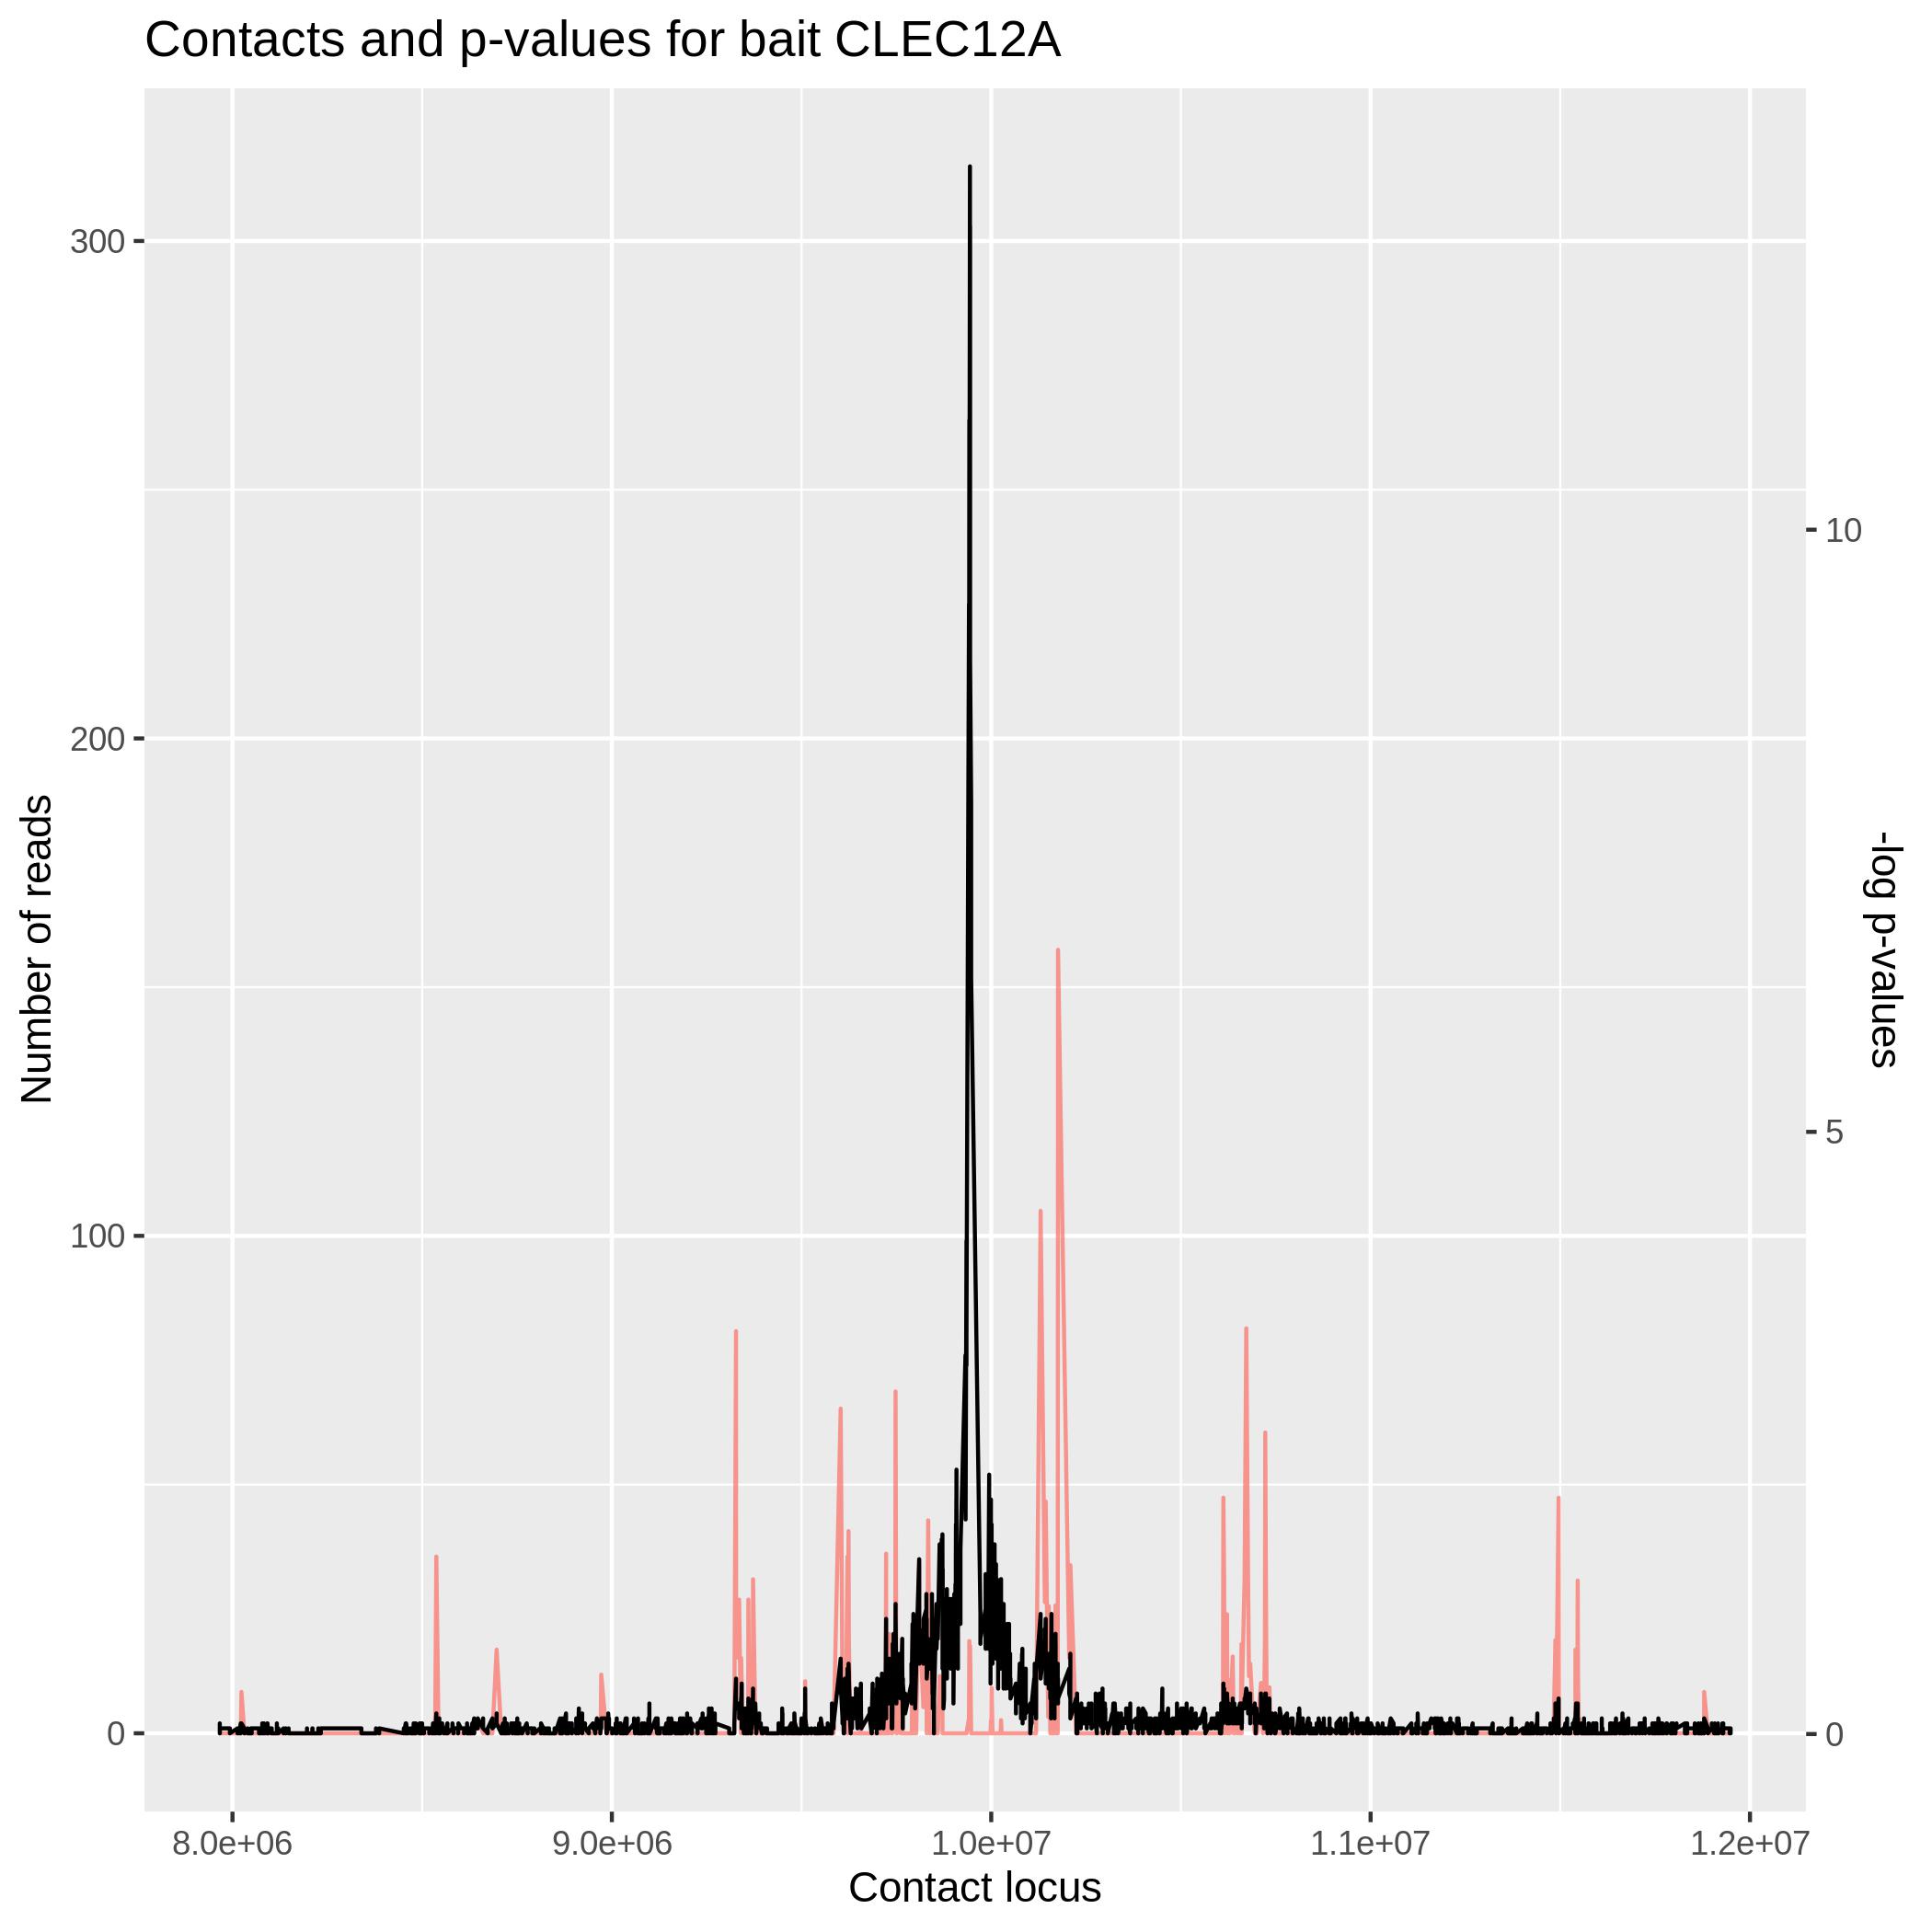 Contacts and p-values for bait CLEC12A
300
200
100
0
Number of reads
10
5
0
-log p-values
8.0e+06
9.0e+06
1.0e+07
1.1e+07
1.2e+07
Contact locus